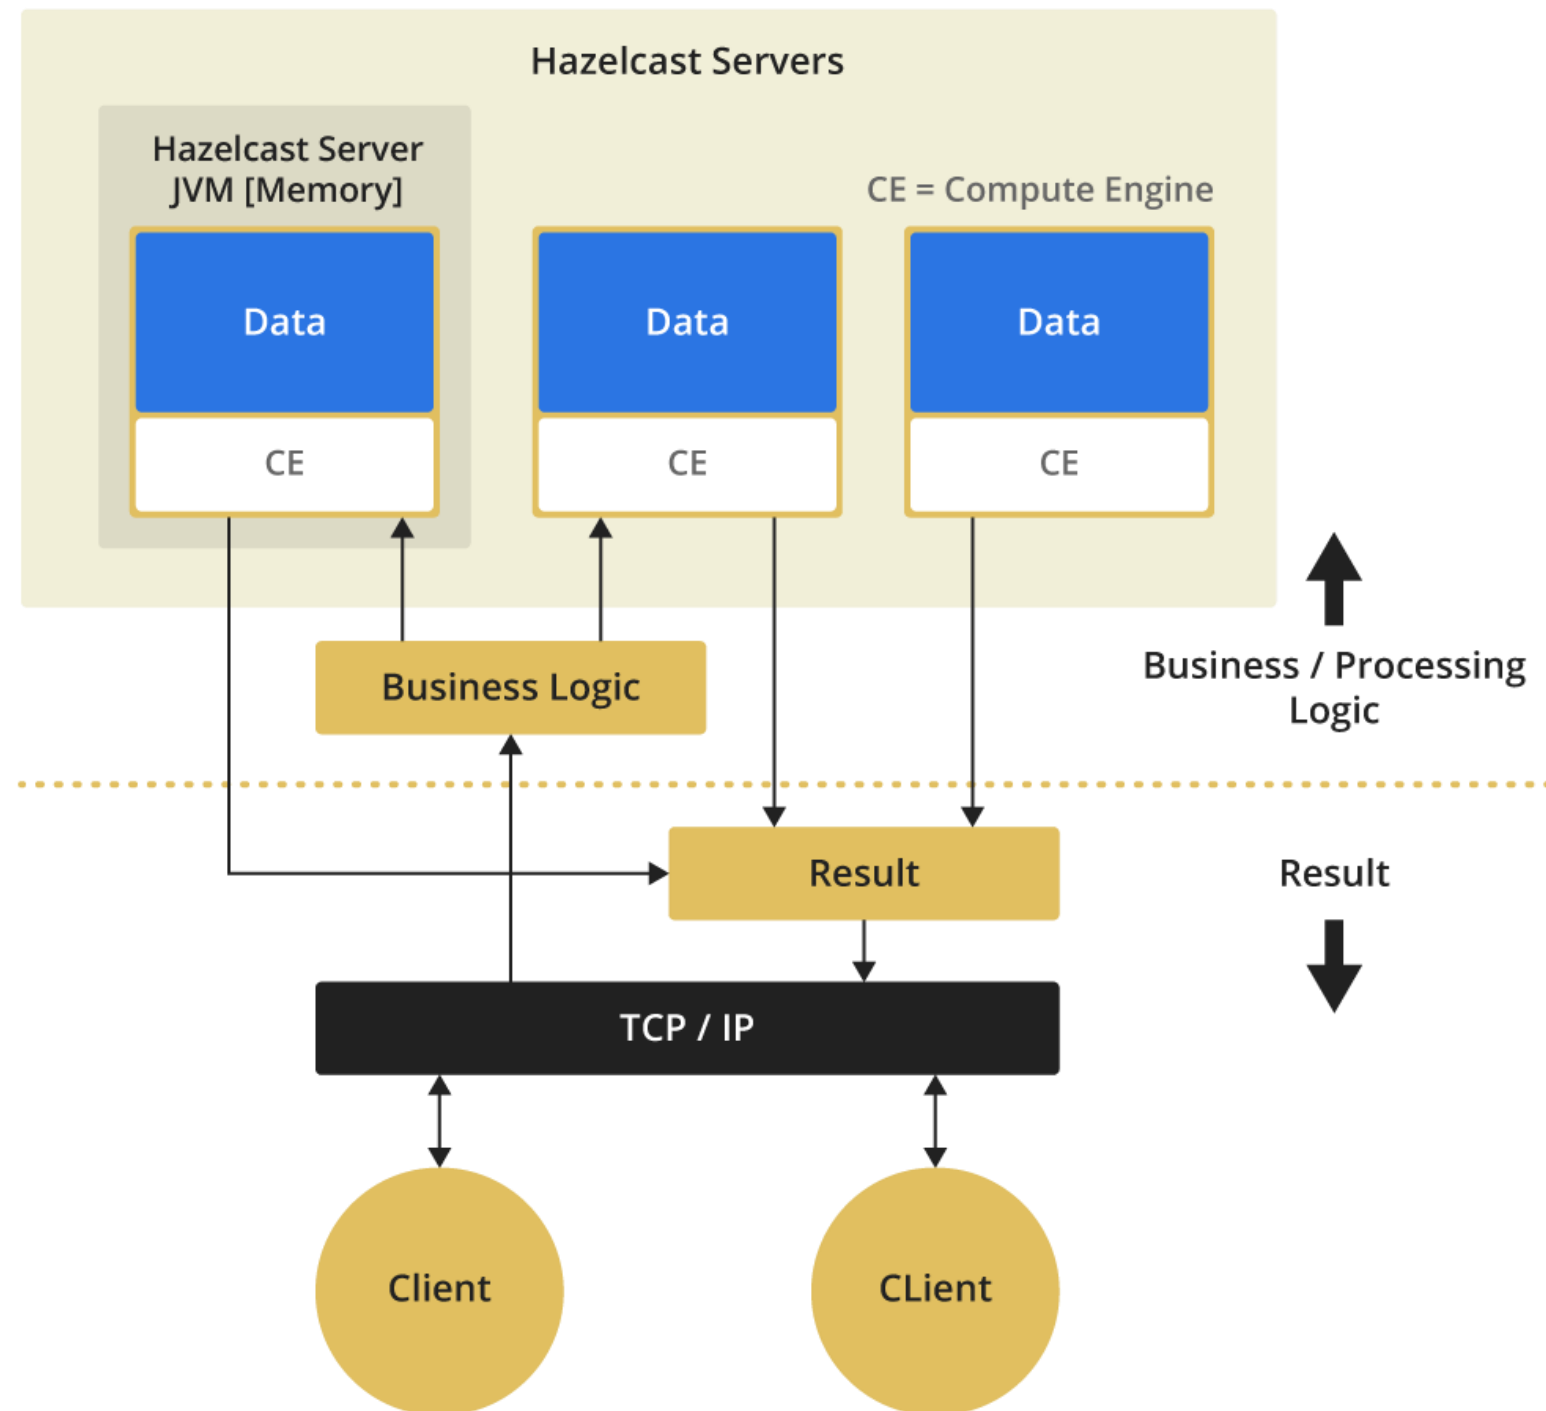 Hazelcast Servers
Hazelcast Server
JVM [Memory]
CE = Compute Engine
Data
Data
Data
CE
CE
CE
Business Logic
Business / Processing
Logic
Result
Result
TCP / IP
Client
CLient